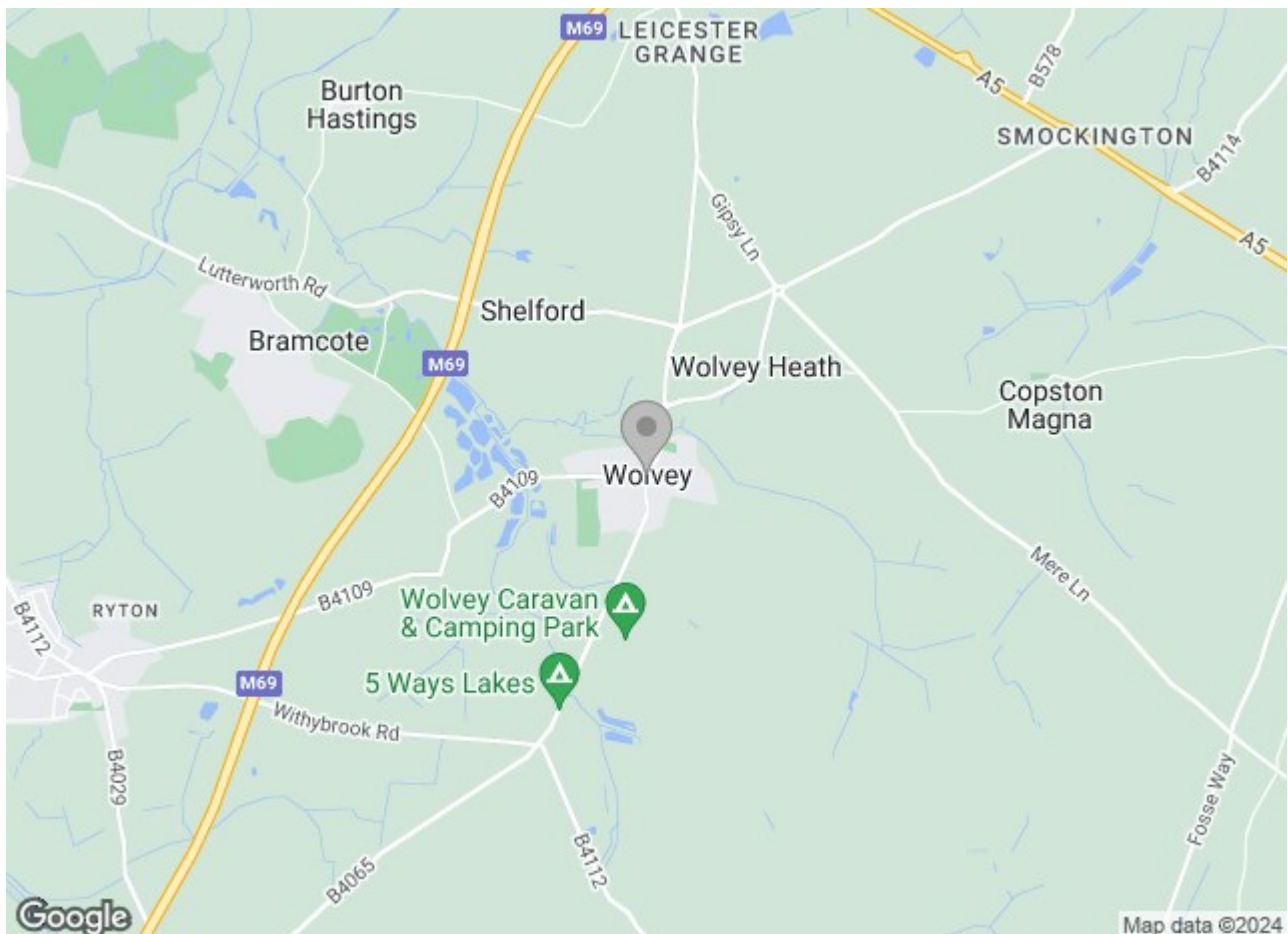 M69
LEICESTER
GRANGE
Burton
Hastings
A5
B578
SMOCKINGTON
B4114
A5
Gipsy Ln
Lutterworth Rd
Shelford
Bramcote
M69
Wolvey Heath
Copston
Magna
Wolvey
B4109
Mere Ln
B4109
Wolvey Caravan
& Camping Park
RYTON
B4112
5 Ways Lakes
M69
Withybrook Rd
B4029
Fosse Way
B4065
B4112
Google
Map data ©2024